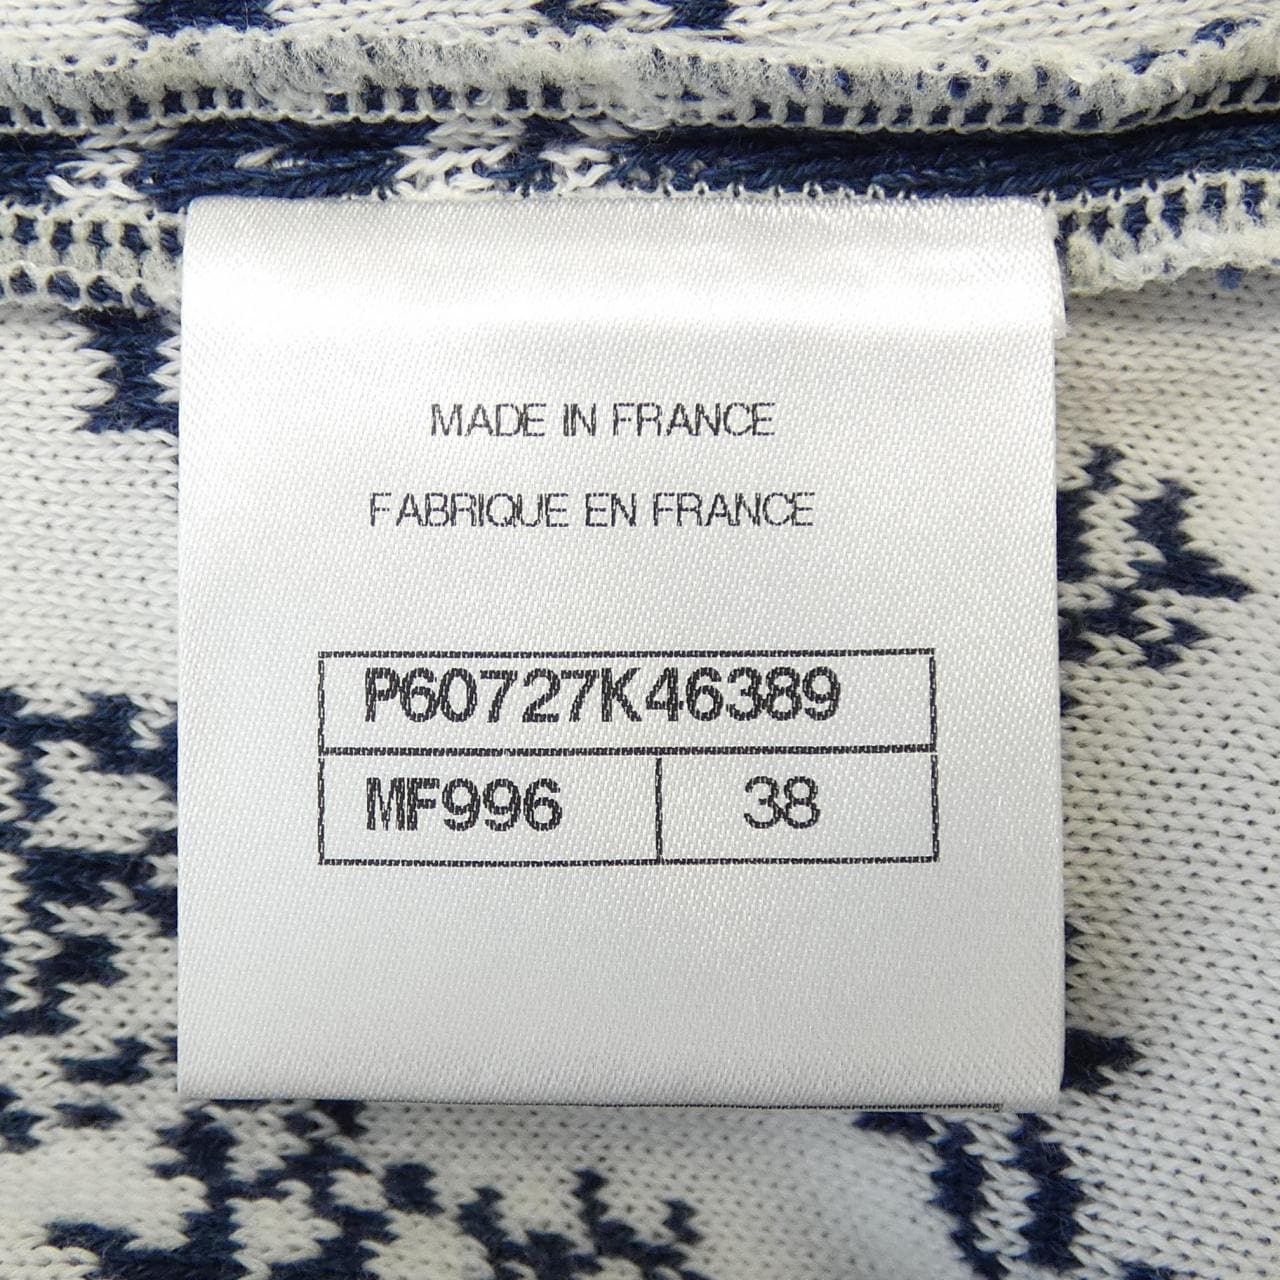 MADE IN FRANCE
FABRIQUE EN FRANCE
P60727K46389
MF996 38